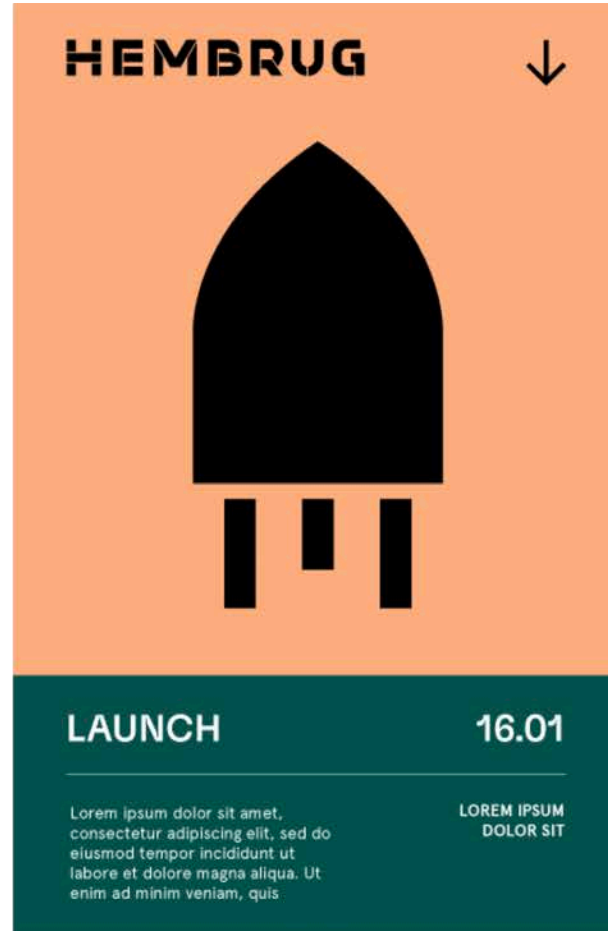 HEMBRUG
LAUNCH
16.01
Lorem ipsum dolor sit amet,
consectetur adipiscing elit, sed do
eiusmod tempor incididunt ut
labore et dolore magna aliqua. Ut
enim ad minim veniam, quis
LOREM IPSUM
DOLOR SIT